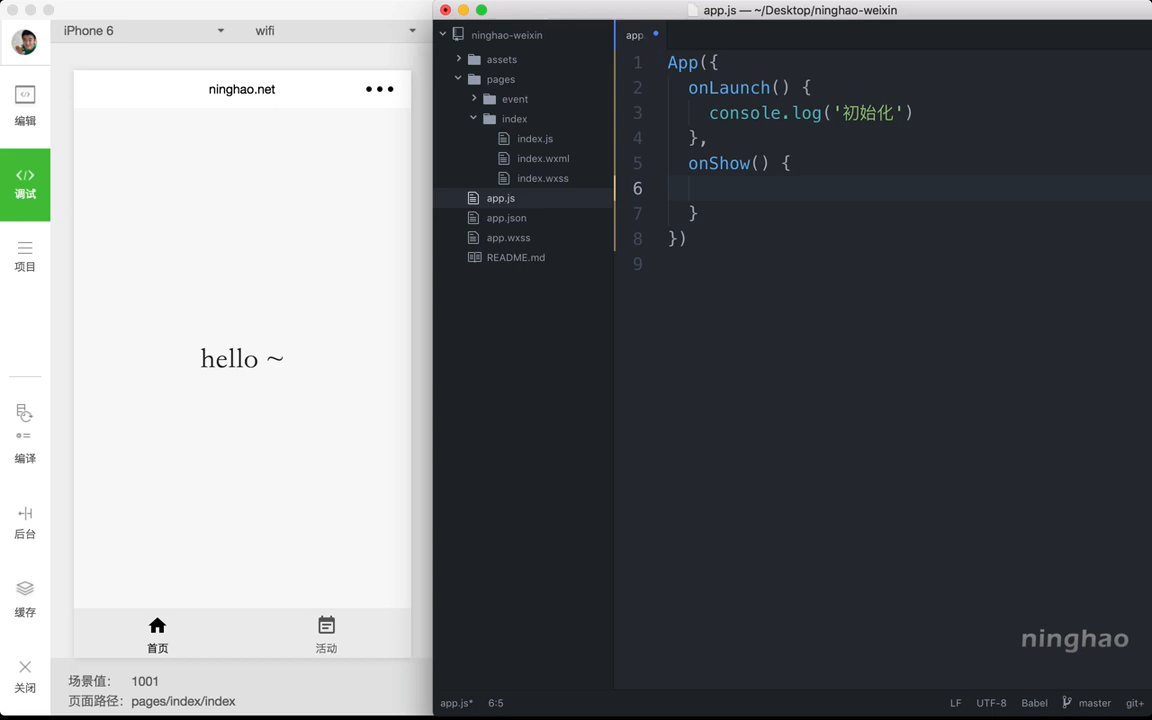 iPhone 6
wifi
编辑
调试
项目
编译
后台
缓存
关闭
ninghao.net
hello ~
首页
活动
场景值： 1001
页面路径： pages/index/index
app.js — ~/Desktop/ninghao-weixin
ninghao-weixin
assets
pages
event
index
index.js
index.wxml
index.wxss
app.js
app.json
app.wxss
README.md
app.
1 App({
2 onLaunch() {
3 console.log('初始化')
4 },
5 onShow() {
6
7 }
8 })
9
ninghao
app.js* 6:5
LF UTF-8 Babel master git+